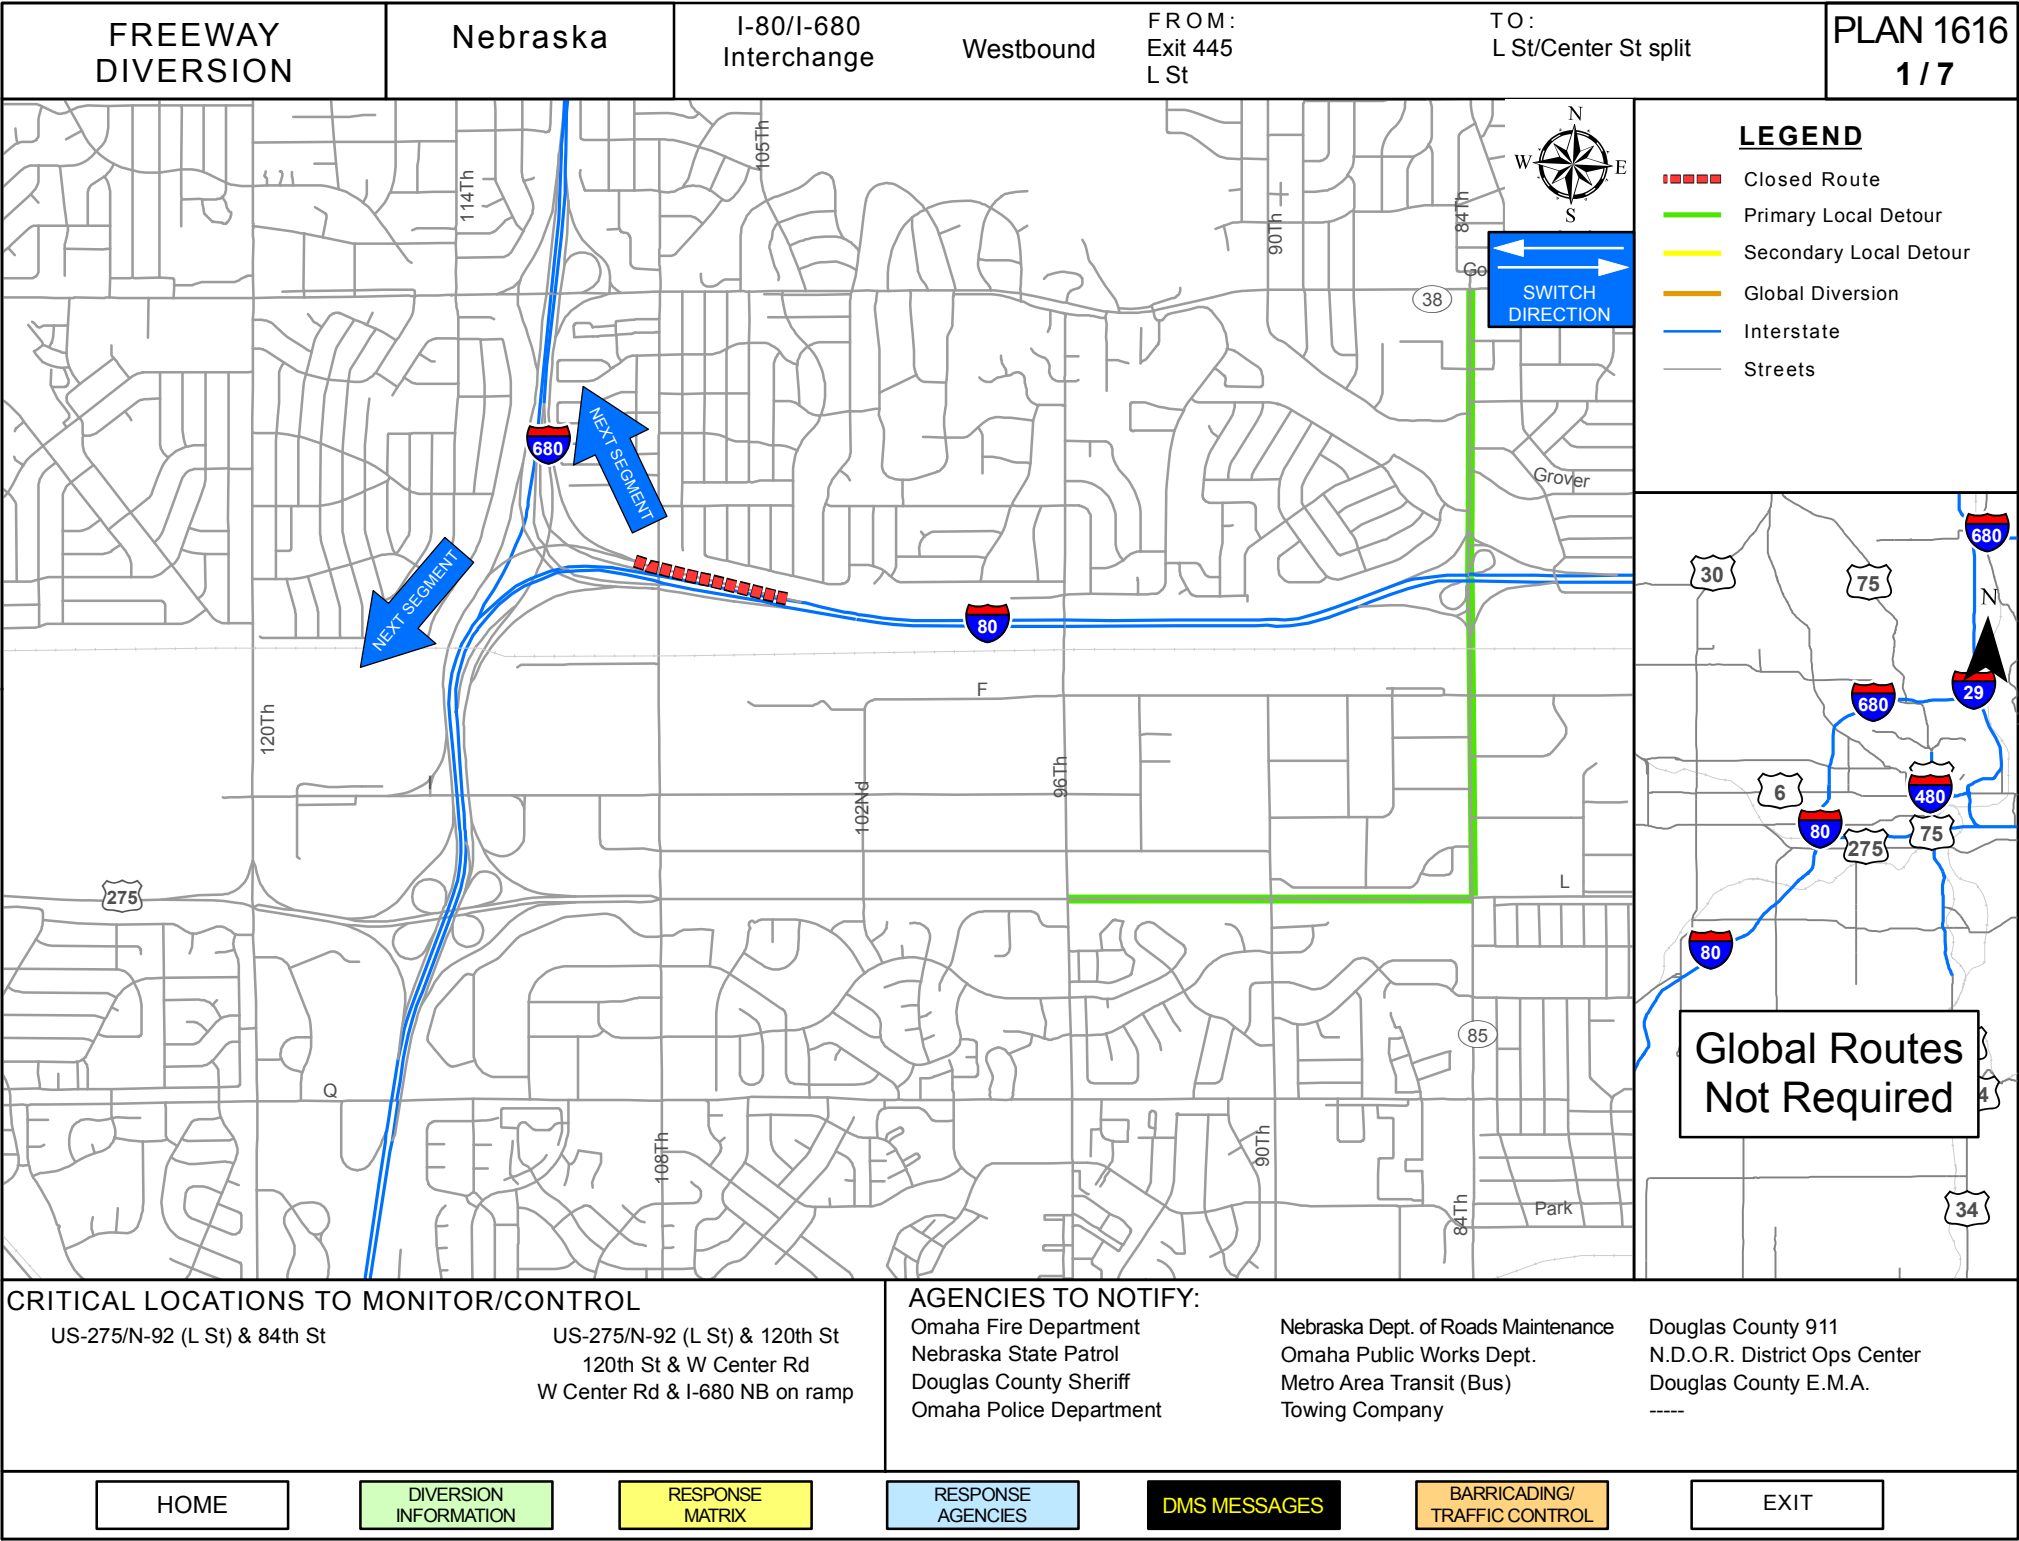 FREEWAY
DIVERSION
Nebraska
I-80/I-680
Interchange
Westbound
FROM:
Exit 445
L St
TO:
L St/Center St split
PLAN 1616
1 / 7
N
W
E
S
SWITCH
DIRECTION
LEGEND
Closed Route
Primary Local Detour
Secondary Local Detour
Global Diversion
Interstate
Streets
105Th
114Th
90Th
84Th
Go
38
680
NEXT SEGMENT
Grover
NEXT SEGMENT
80
F
120Th
I
102Nd
96Th
275
L
85
Q
108Th
90Th
84Th
Park
680
30
75
N
680
29
6
480
80
75
275
80
Global Routes
Not Required
4
34
CRITICAL LOCATIONS TO MONITOR/CONTROL
US-275/N-92 (L St) & 84th St
US-275/N-92 (L St) & 120th St
120th St & W Center Rd
W Center Rd & I-680 NB on ramp
AGENCIES TO NOTIFY:
Omaha Fire Department
Nebraska State Patrol
Douglas County Sheriff
Omaha Police Department
Nebraska Dept. of Roads Maintenance
Omaha Public Works Dept.
Metro Area Transit (Bus)
Towing Company
Douglas County 911
N.D.O.R. District Ops Center
Douglas County E.M.A.
-----
HOME
DIVERSION
INFORMATION
RESPONSE
MATRIX
RESPONSE
AGENCIES
DMS MESSAGES
BARRICADING/
TRAFFIC CONTROL
EXIT